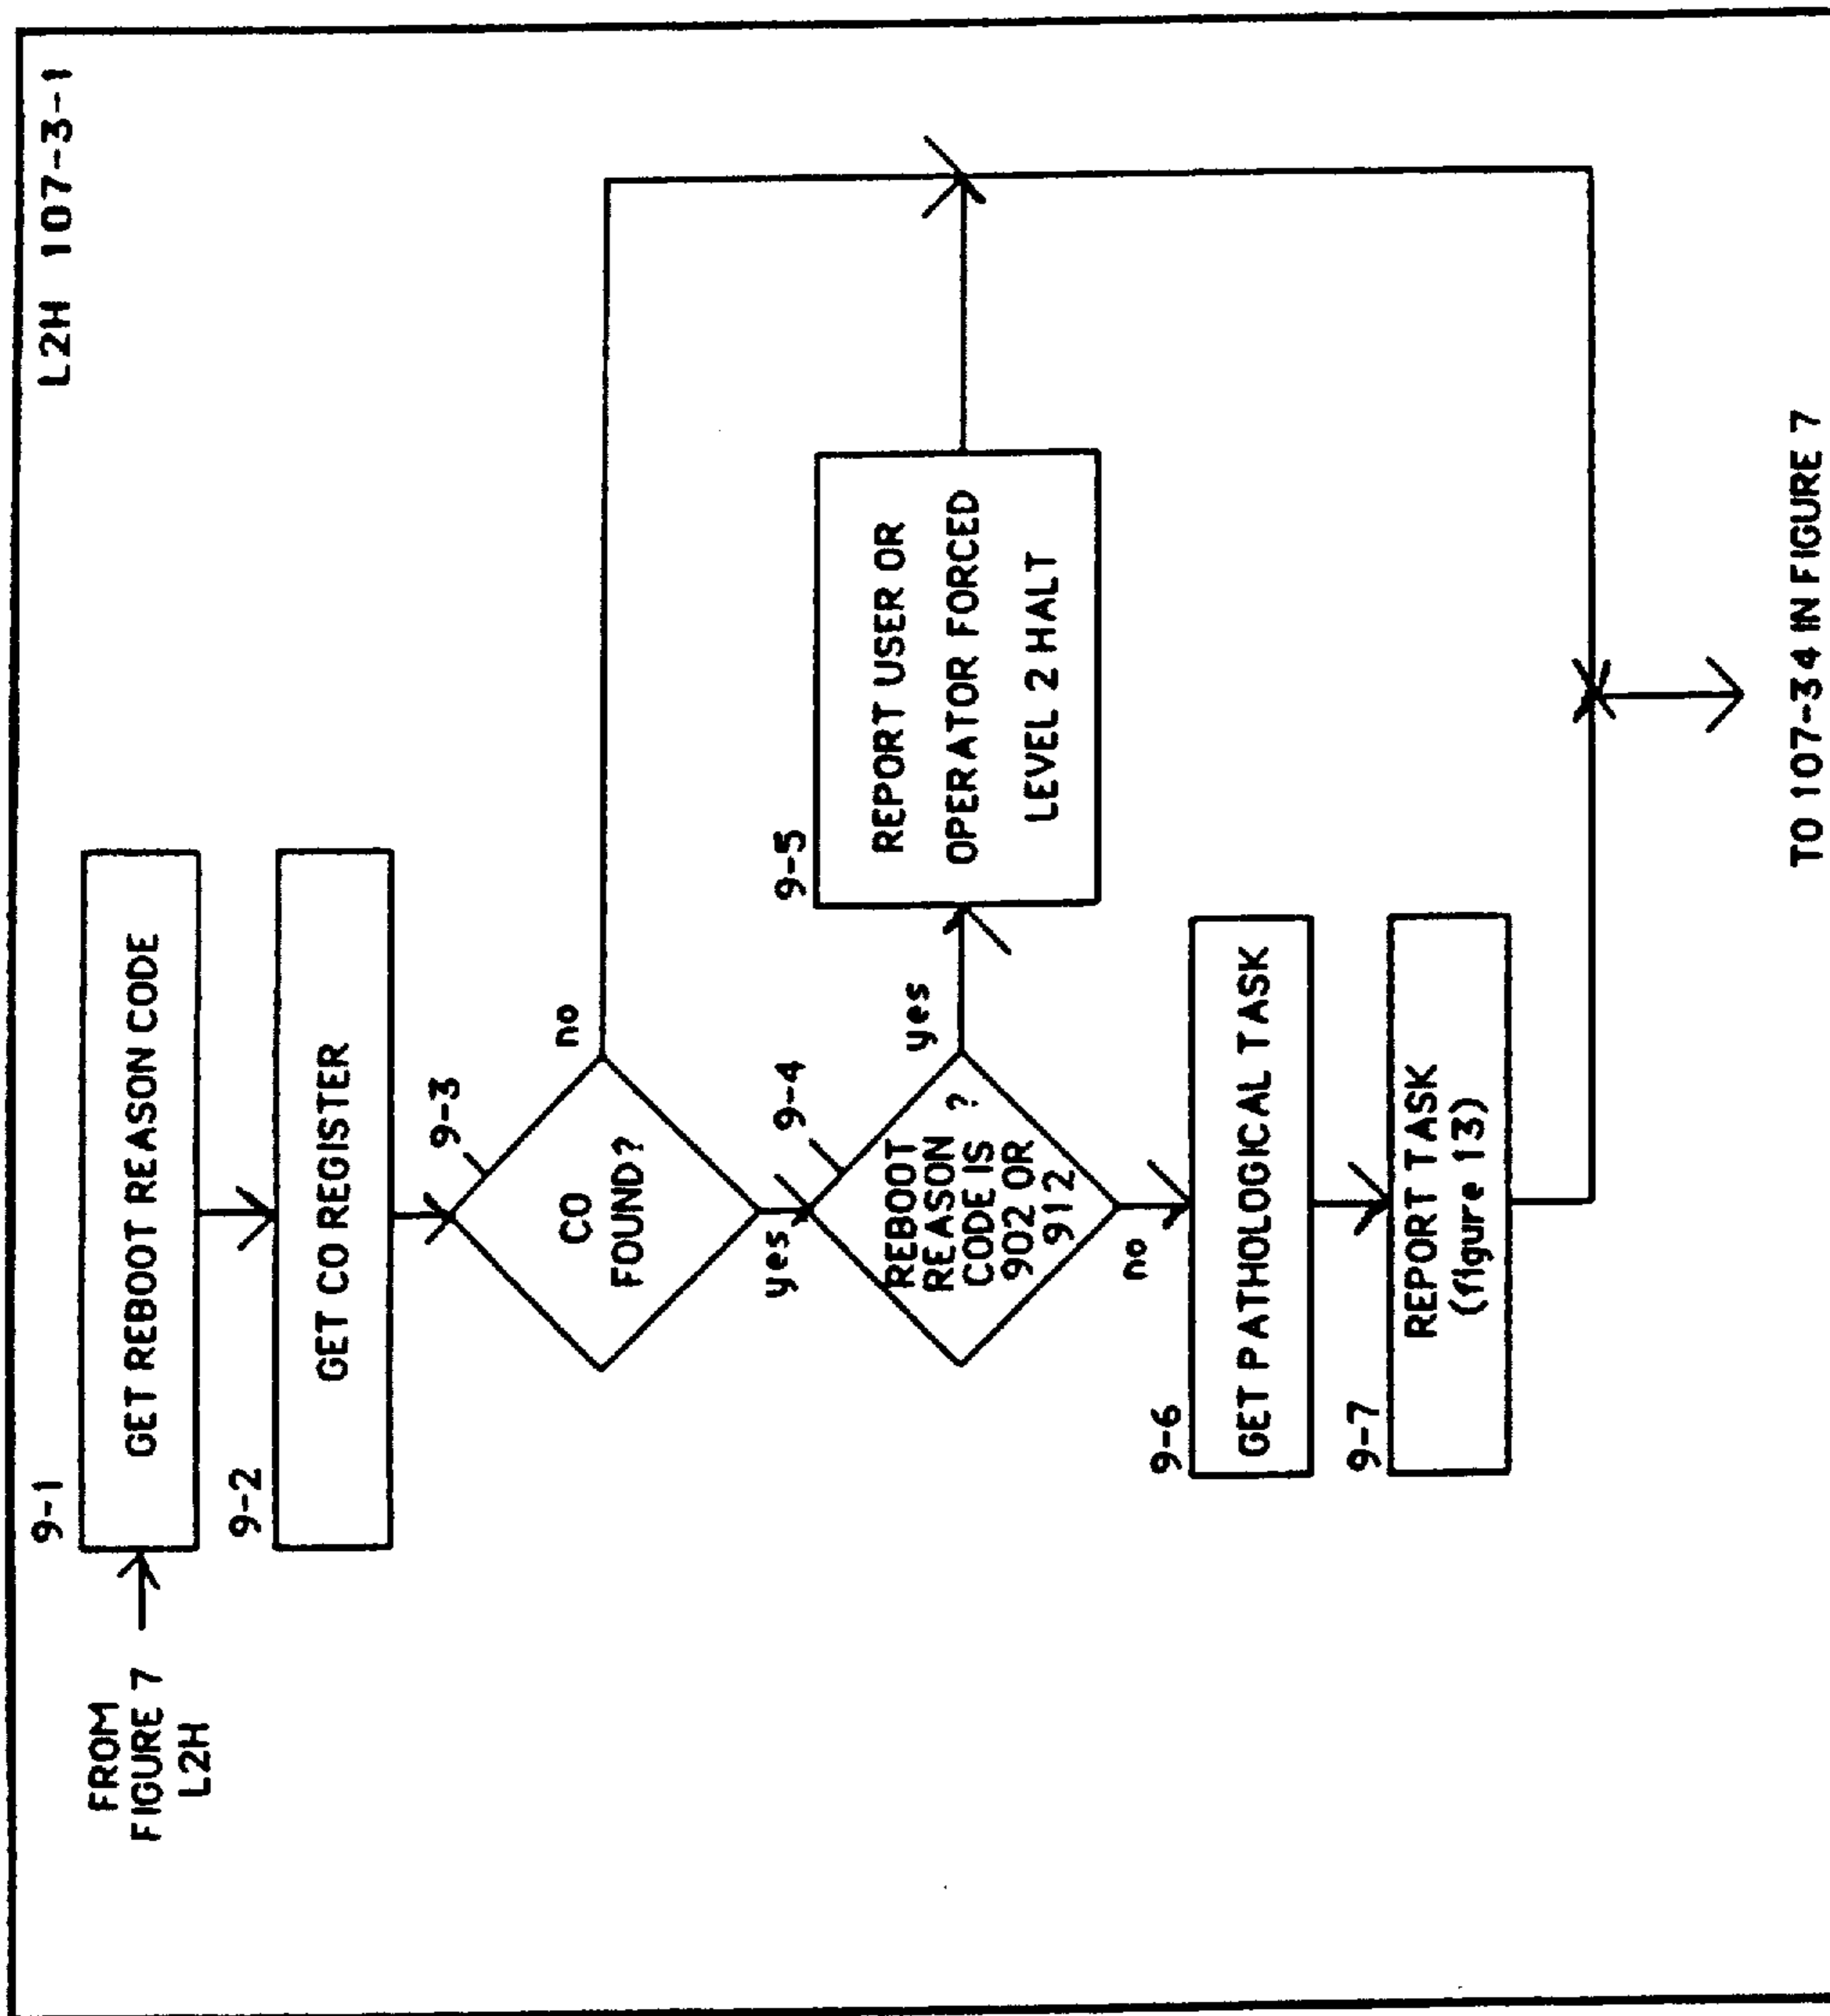 L2H 107-3-1
FROM
FIGURE 7
L2H
9-1
GET REBOOT REASON CODE
9-2
GET CO REGISTER
9-3
CO
FOUND?
no
yes
9-4
REBOOT
REASON
CODE IS ?
902 OR
912
yes
no
9-5
REPORT USER OR
OPERATOR FORCED
LEVEL 2 HALT
9-6
GET PATHOLOGICAL TASK
9-7
REPORT TASK
(figure 13)
TO 107-34 IN FIGURE 7